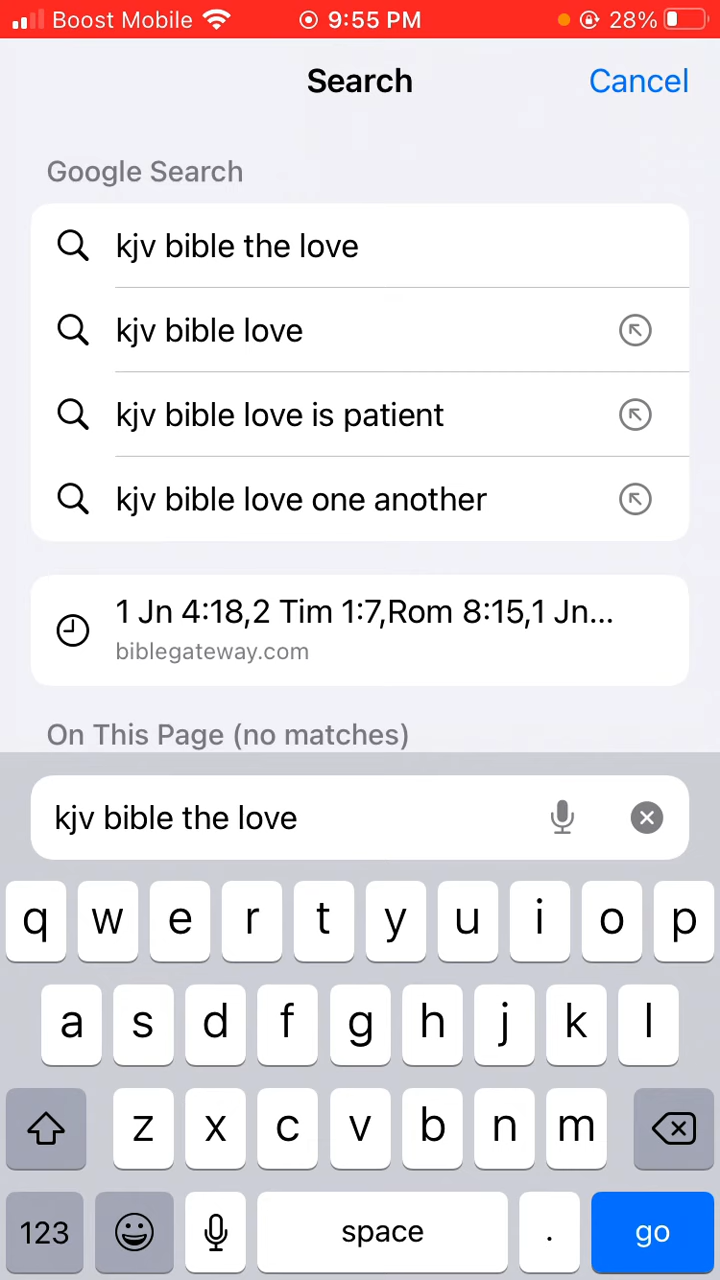 Boost Mobile 9:55 PM 28%
Search Cancel
Google Search
kjv bible the love
kjv bible love
kjv bible love is patient
kjv bible love one another
1 Jn 4:18,2 Tim 1:7,Rom 8:15,1 Jn...
biblegateway.com
On This Page (no matches)
kjv bible the love
q w e r t y u i o p
a s d f g h j k l
z x c v b n m
123 space . go